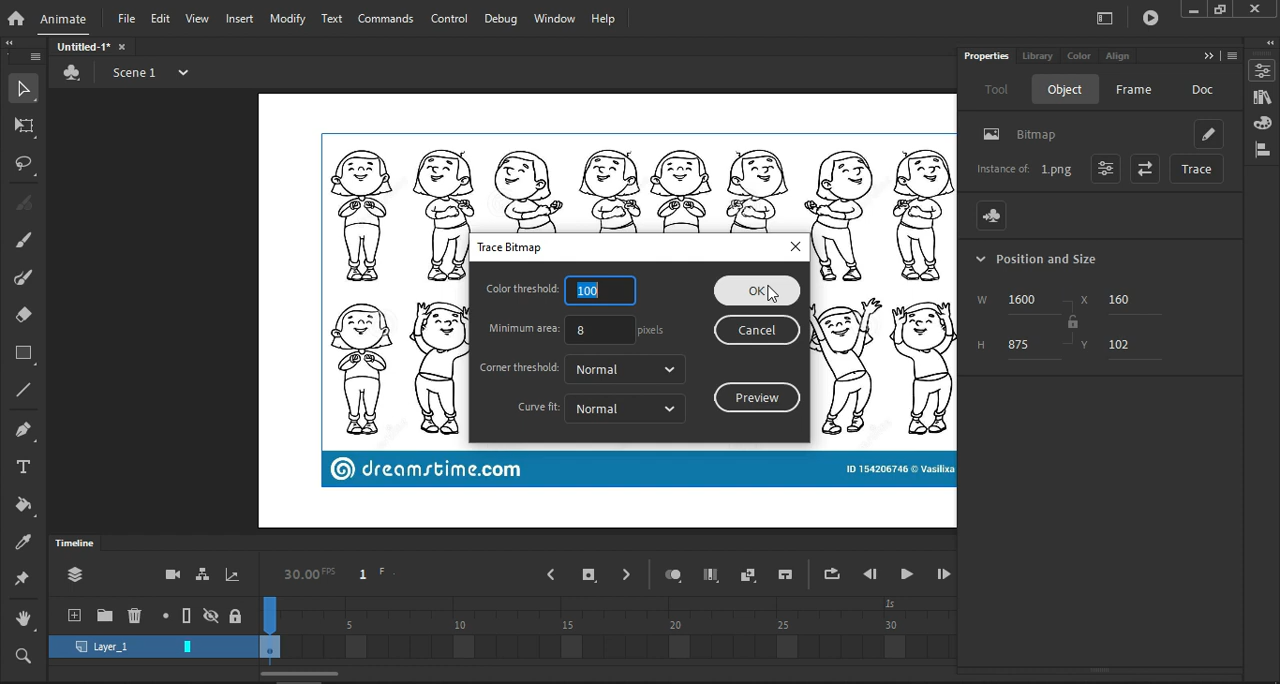 Animate File Edit View Insert Modify Text Commands Control Debug Window Help
Untitled-1* ×
Scene 1
Properties Library Color Align
Tool Object Frame Doc
Bitmap
Instance of: 1.png Trace
Position and Size
W 1600 X 160
H 875 Y 102
Trace Bitmap
Color threshold: 100 OK
Minimum area: 8 pixels Cancel
Corner threshold: Normal
Preview
Curve fit: Normal
dreamstime.com ID 154206746 © Vasilixa
Timeline
30.00 FPS 1 F
1s
5 10 15 20 25 30
Layer_1